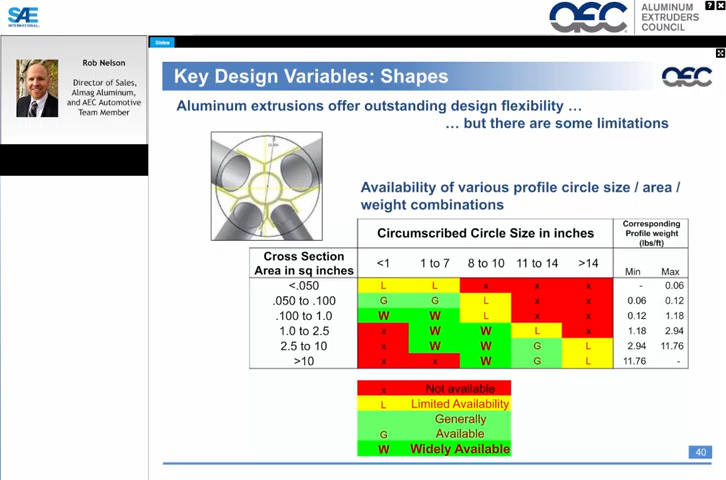 SAE
INTERNATIONAL
AEC
ALUMINUM
EXTRUDERS
COUNCIL
Slides
Rob Nelson
Director of Sales,
Almag Aluminum,
and AEC Automotive
Team Member
Key Design Variables: Shapes
AEC
Aluminum extrusions offer outstanding design flexibility …
… but there are some limitations
Availability of various profile circle size / area /
weight combinations
Circumscribed Circle Size in inches
Corresponding
Profile weight
(lbs/ft)
Cross Section
Area in sq inches
<1 1 to 7 8 to 10 11 to 14 >14 Min Max
<.050 L L x x x - 0.06
.050 to .100 G G L x x 0.06 0.12
.100 to 1.0 W W L x x 0.12 1.18
1.0 to 2.5 x W W L x 1.18 2.94
2.5 to 10 x W W G L 2.94 11.76
>10 x x W G L 11.76 -
x Not available
L Limited Availability
Generally
G Available
W Widely Available
40